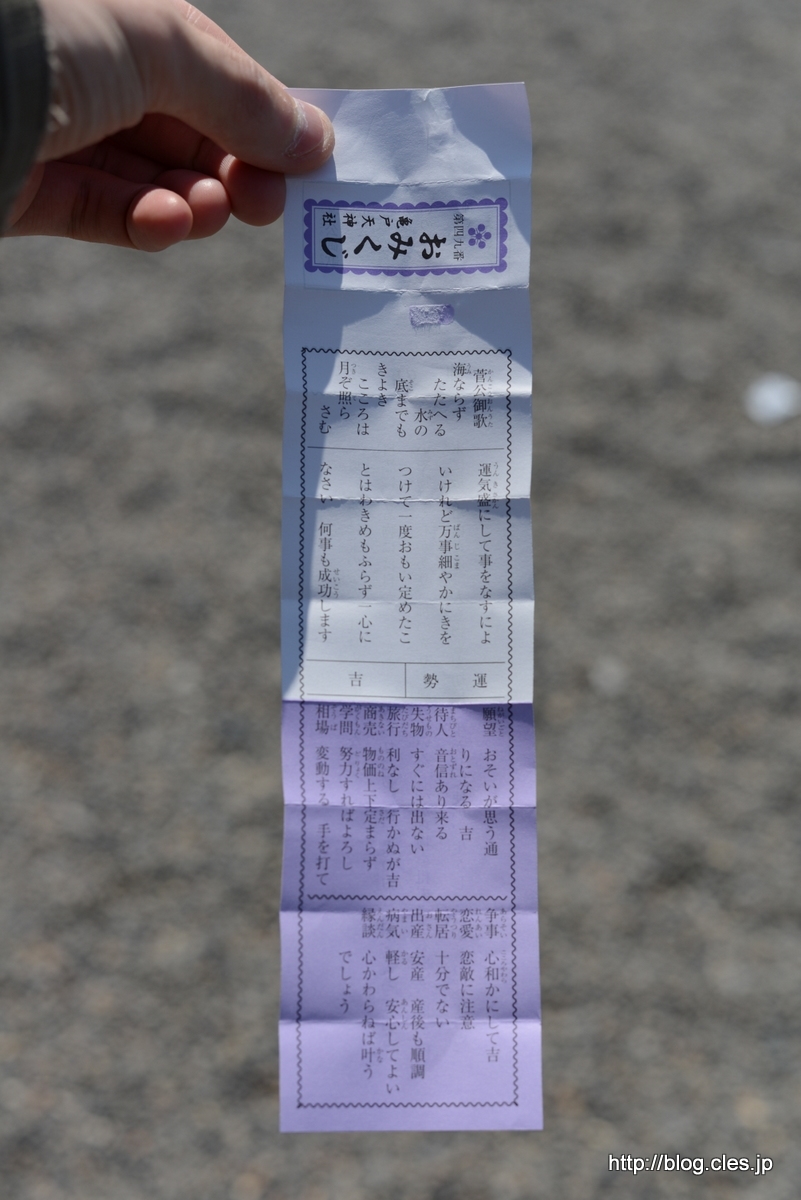 第四九番
おみくじ
亀戸天神社
菅公御歌
海ならず
たたへる
水の
底までも
きよき
こころは
月ぞ照ら
さむ
運気盛にして事をなすによ
いけれど万事細やかにきを
つけて一度おもい定めたこ
とはわきめもふらず一心に
なさい 何事も成功します
運勢
吉
願望 おそいが思う通
りになる 吉
待人 音信あり来る
失物 すぐには出ない
旅行 利なし 行かぬが吉
商売 物価上下定まらず
学問 努力すればよろし
相場 変動する 手を打て
争事 心和かにして吉
恋愛 恋敵に注意
転居 十分でない
出産 安産 産後も順調
病気 軽し 安心してよい
縁談 心かわらねば叶う
でしょう
http://blog.cles.jp